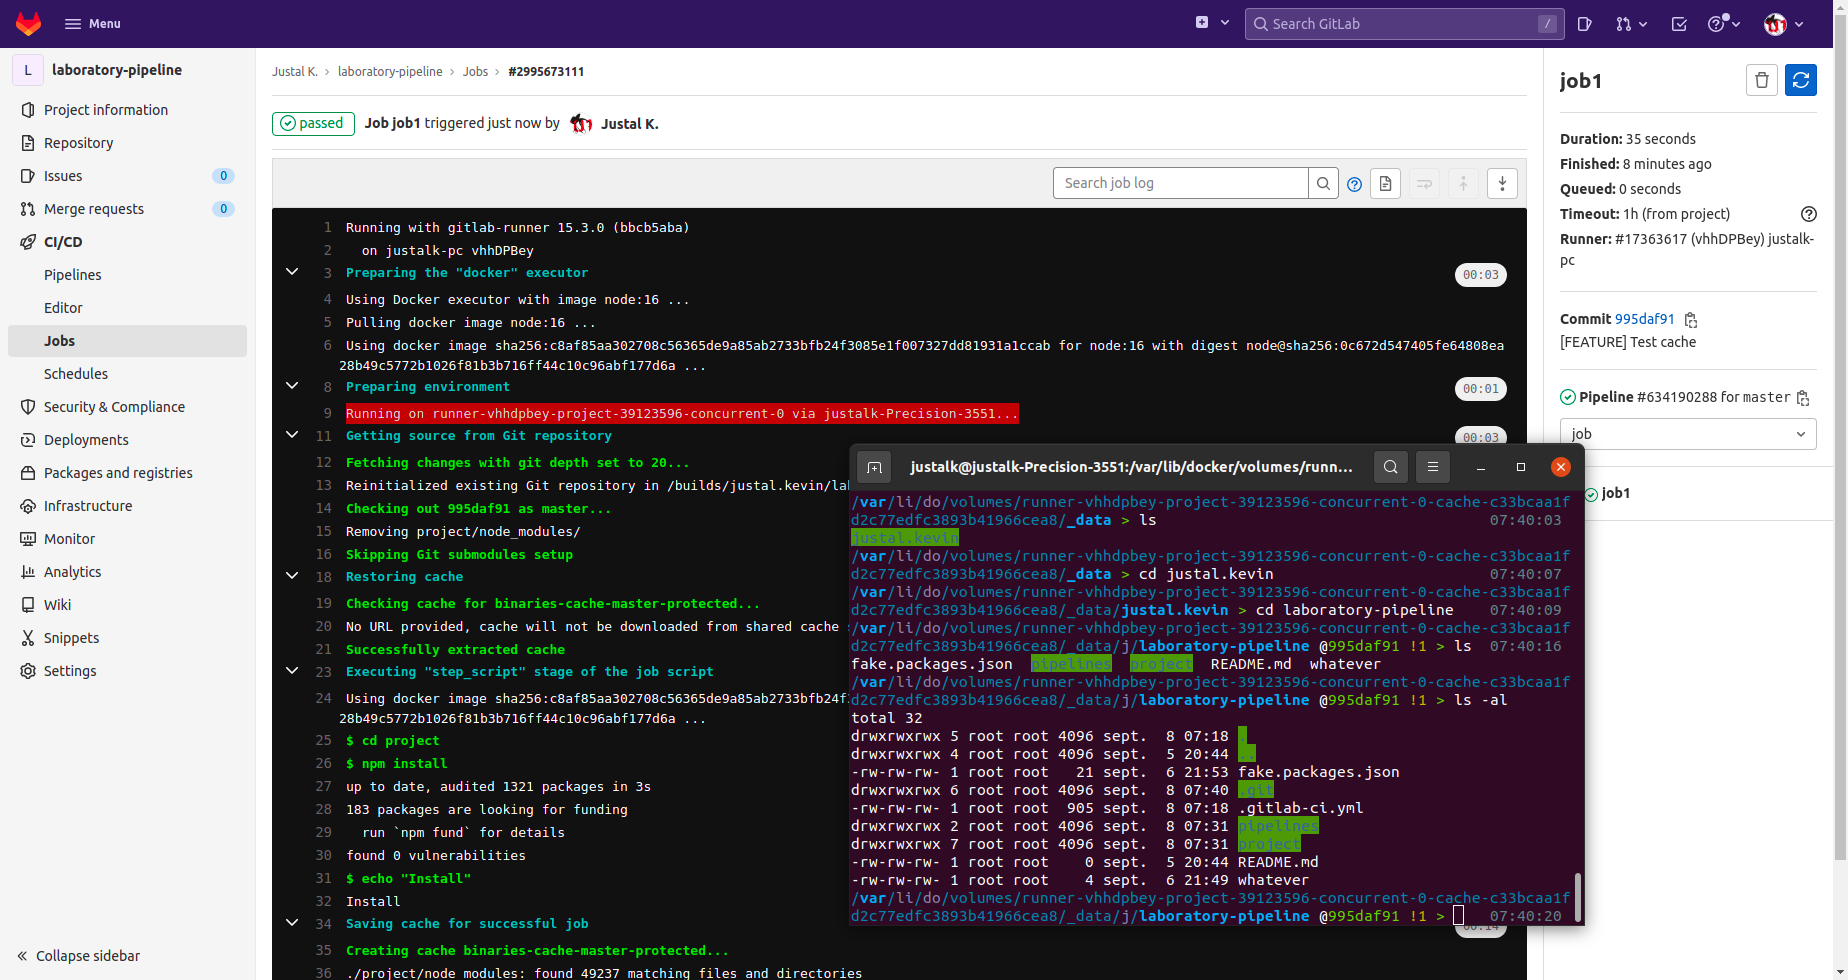 Menu
Search GitLab
/
L
laboratory-pipeline
Project information
Repository
Issues 0
Merge requests 0
CI/CD
Pipelines
Editor
Jobs
Schedules
Security & Compliance
Deployments
Packages and registries
Infrastructure
Monitor
Analytics
Wiki
Snippets
Settings
« Collapse sidebar
Justal K. › laboratory-pipeline › Jobs › #2995673111
passed Job job1 triggered just now by Justal K.
Search job log
1 Running with gitlab-runner 15.3.0 (bbcb5aba)
2 on justalk-pc vhhDPBey
3 Preparing the "docker" executor 00:03
4 Using Docker executor with image node:16 ...
5 Pulling docker image node:16 ...
6 Using docker image sha256:c8af85aa302708c56365de9a85ab2733bfb24f3085e1f007327dd81931a1ccab for node:16 with digest node@sha256:0c672d547405fe64808ea
28b49c5772b1026f81b3b716ff44c10c96abf177d6a ...
8 Preparing environment 00:01
9 Running on runner-vhhdpbey-project-39123596-concurrent-0 via justalk-Precision-3551...
11 Getting source from Git repository 00:03
12 Fetching changes with git depth set to 20...
13 Reinitialized existing Git repository in /builds/justal.kevin/la
14 Checking out 995daf91 as master...
15 Removing project/node_modules/
16 Skipping Git submodules setup
18 Restoring cache
19 Checking cache for binaries-cache-master-protected...
20 No URL provided, cache will not be downloaded from shared cache
21 Successfully extracted cache
23 Executing "step_script" stage of the job script
24 Using docker image sha256:c8af85aa302708c56365de9a85ab2733bfb24f3
28b49c5772b1026f81b3b716ff44c10c96abf177d6a ...
25 $ cd project
26 $ npm install
27 up to date, audited 1321 packages in 3s
28 183 packages are looking for funding
29 run `npm fund` for details
30 found 0 vulnerabilities
31 $ echo "Install"
32 Install
34 Saving cache for successful job 00:14
35 Creating cache binaries-cache-master-protected...
36 ./project/node_modules: found 49237 matching files and directories
justalk@justalk-Precision-3551:/var/lib/docker/volumes/runn...
/var/li/do/volumes/runner-vhhdpbey-project-39123596-concurrent-0-cache-c33bcaa1f
d2c77edfc3893b41966cea8/_data > ls 07:40:03
justal.kevin
/var/li/do/volumes/runner-vhhdpbey-project-39123596-concurrent-0-cache-c33bcaa1f
d2c77edfc3893b41966cea8/_data > cd justal.kevin 07:40:07
/var/li/do/volumes/runner-vhhdpbey-project-39123596-concurrent-0-cache-c33bcaa1f
d2c77edfc3893b41966cea8/_data/justal.kevin > cd laboratory-pipeline 07:40:09
/var/li/do/volumes/runner-vhhdpbey-project-39123596-concurrent-0-cache-c33bcaa1f
d2c77edfc3893b41966cea8/_data/j/laboratory-pipeline @995daf91 !1 > ls 07:40:16
fake.packages.json pipelines project README.md whatever
/var/li/do/volumes/runner-vhhdpbey-project-39123596-concurrent-0-cache-c33bcaa1f
d2c77edfc3893b41966cea8/_data/j/laboratory-pipeline @995daf91 !1 > ls -al
total 32
drwxrwxrwx 5 root root 4096 sept. 8 07:18 .
drwxrwxrwx 4 root root 4096 sept. 5 20:44 ..
-rw-rw-rw- 1 root root 21 sept. 6 21:53 fake.packages.json
drwxrwxrwx 6 root root 4096 sept. 8 07:40 .git
-rw-rw-rw- 1 root root 905 sept. 8 07:18 .gitlab-ci.yml
drwxrwxrwx 2 root root 4096 sept. 8 07:31 pipelines
drwxrwxrwx 7 root root 4096 sept. 8 07:31 project
-rw-rw-rw- 1 root root 0 sept. 5 20:44 README.md
-rw-rw-rw- 1 root root 4 sept. 6 21:49 whatever
/var/li/do/volumes/runner-vhhdpbey-project-39123596-concurrent-0-cache-c33bcaa1f
d2c77edfc3893b41966cea8/_data/j/laboratory-pipeline @995daf91 !1 > 07:40:20
job1
Duration: 35 seconds
Finished: 8 minutes ago
Queued: 0 seconds
Timeout: 1h (from project)
Runner: #17363617 (vhhDPBey) justalk-
pc
Commit 995daf91
[FEATURE] Test cache
Pipeline #634190288 for master
job
job1